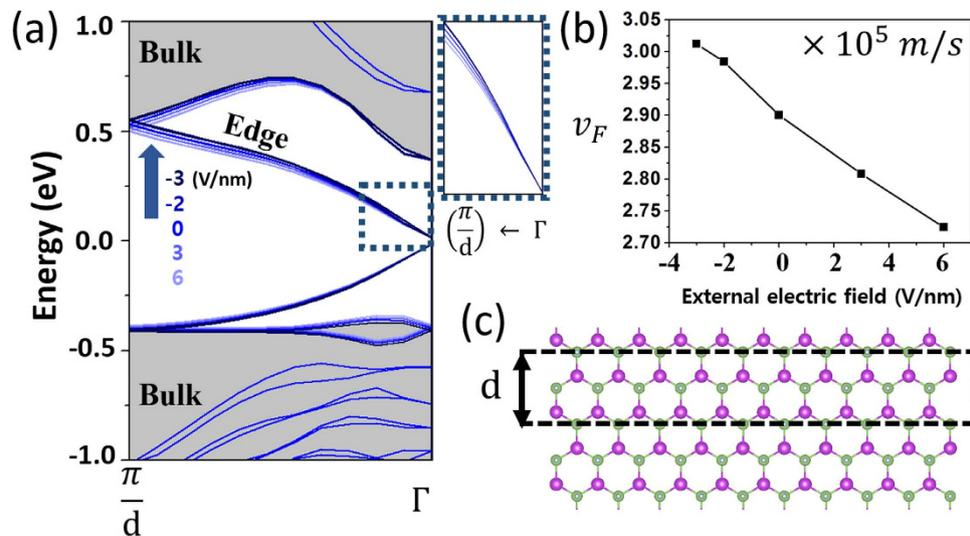 (a)
1.0
0.5
0.0
-0.5
-1.0
Energy (eV)
Bulk
Edge
-3 (V/nm)
-2
0
3
6
Bulk
π
d
Γ
(π/d) ← Γ
(b)
× 10⁵ m/s
v_F
3.05
3.00
2.95
2.90
2.85
2.80
2.75
2.70
-4 -2 0 2 4 6
External electric field (V/nm)
(c)
d